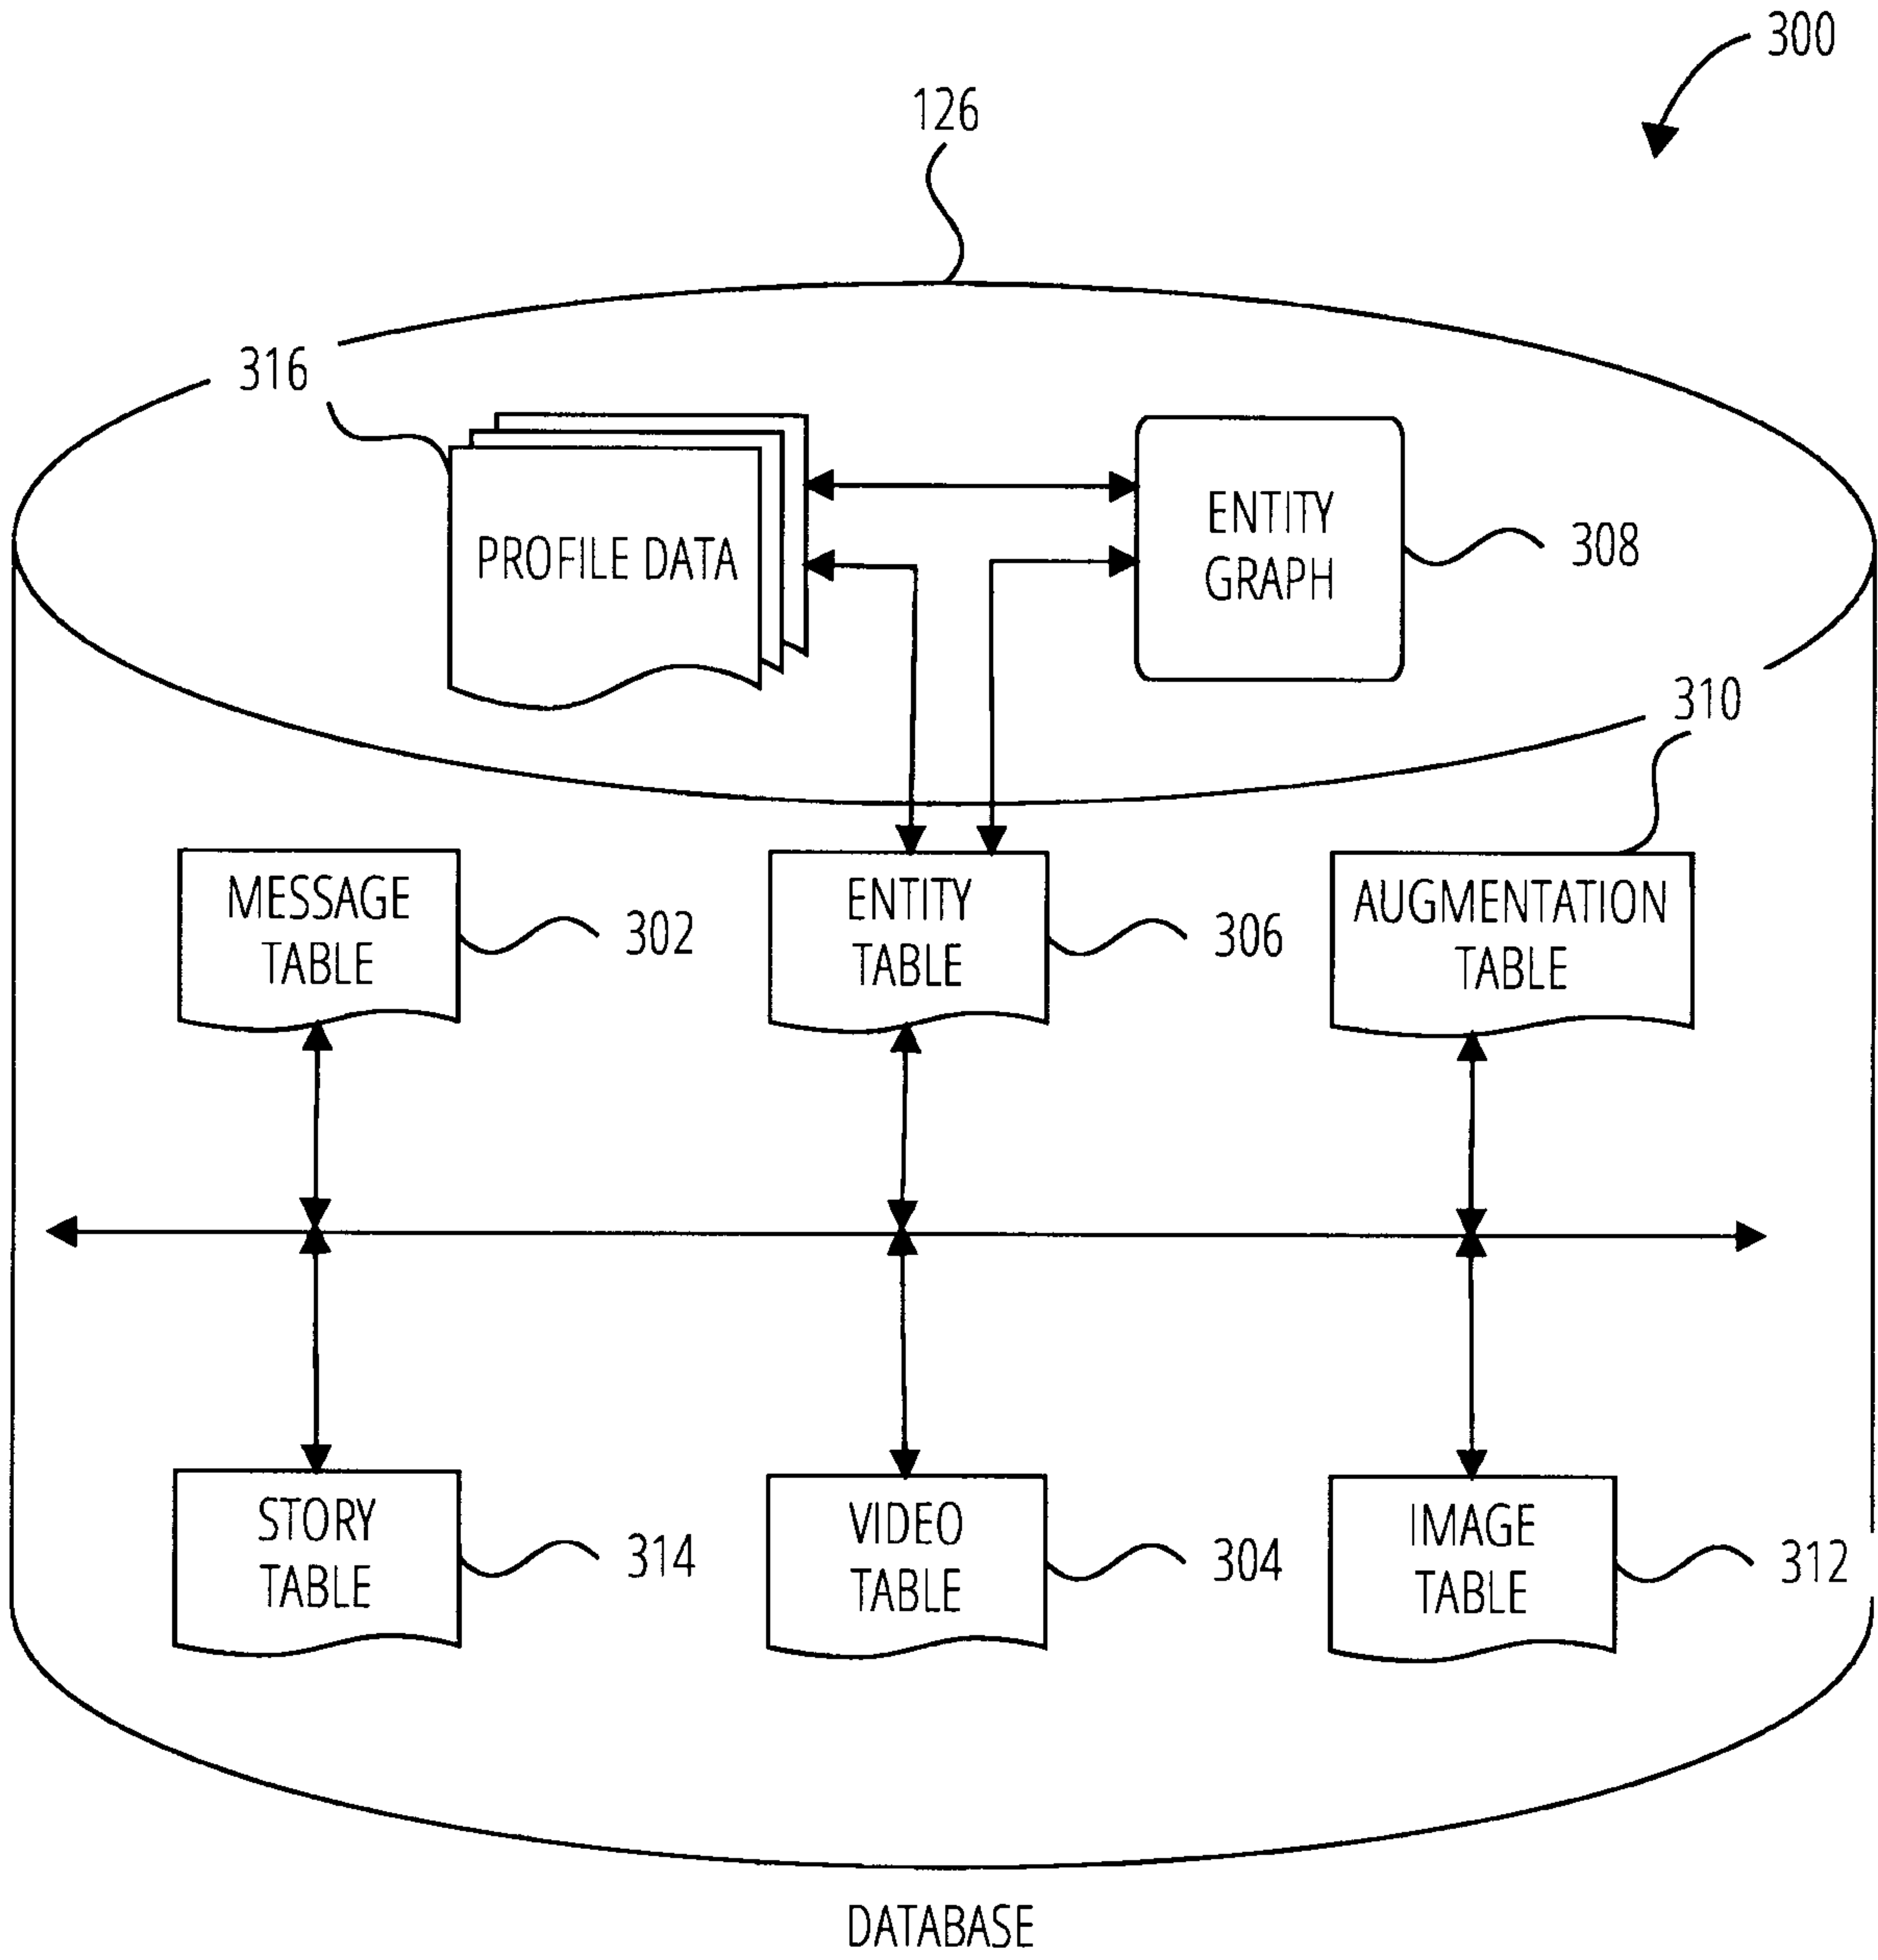 300
126
316
PROFILE DATA
ENTITY
GRAPH
308
310
MESSAGE
TABLE
302
ENTITY
TABLE
306
AUGMENTATION
TABLE
STORY
TABLE
314
VIDEO
TABLE
304
IMAGE
TABLE
312
DATABASE